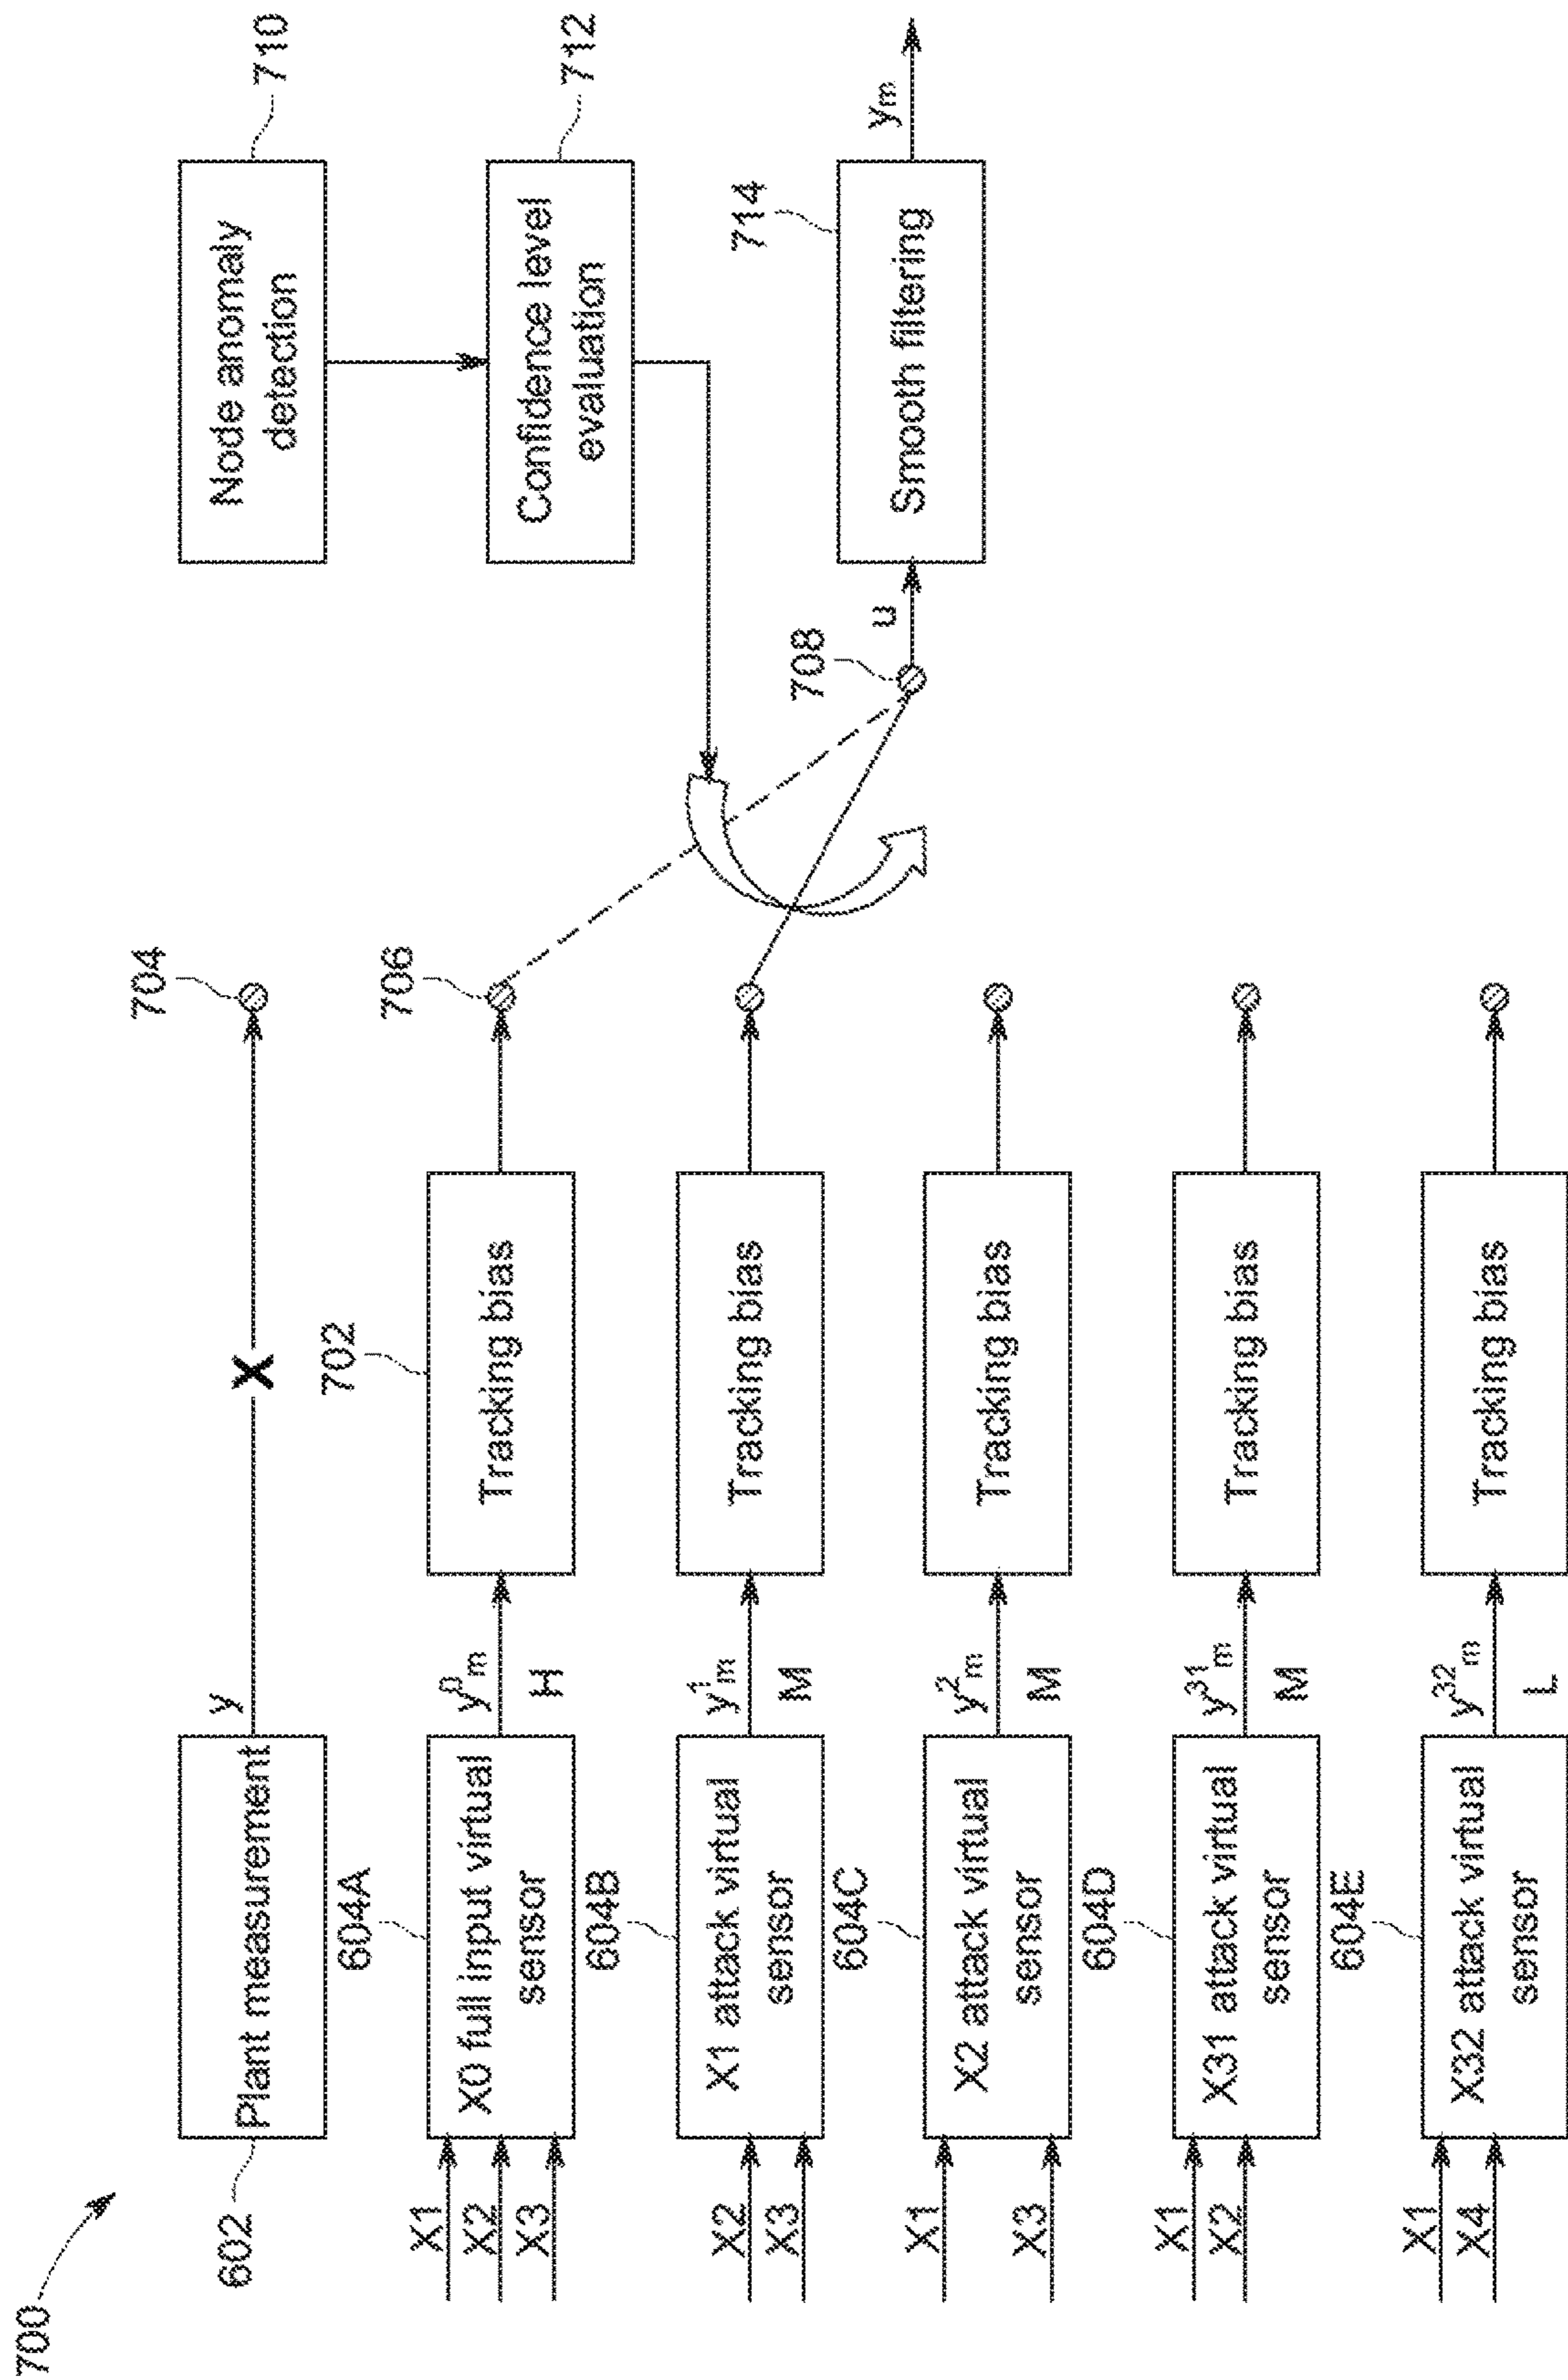 700
602
Plant measurement
y
X
704
X1
X2
X3
604A
X0 full input virtual
sensor
y⁰m
H
702
Tracking bias
706
X2
X3
604B
X1 attack virtual
sensor
y¹m
M
Tracking bias
X1
X3
604C
X2 attack virtual
sensor
y²m
M
Tracking bias
X1
X2
604D
X31 attack virtual
sensor
y³¹m
M
Tracking bias
X1
X4
604E
X32 attack virtual
sensor
y³²m
L
Tracking bias
710
Node anomaly
detection
712
Confidence level
evaluation
708
u
714
Smooth filtering
ym